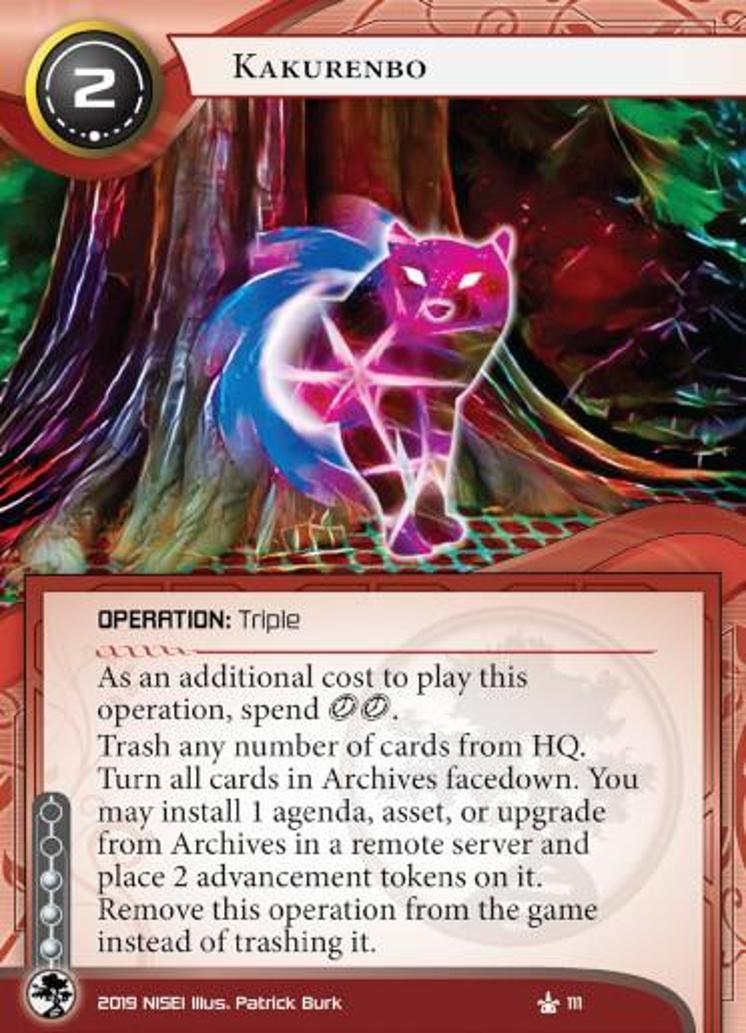 2
Kakurenbo
OPERATION: Triple
As an additional cost to play this
operation, spend .
Trash any number of cards from HQ.
Turn all cards in Archives facedown. You
may install 1 agenda, asset, or upgrade
from Archives in a remote server and
place 2 advancement tokens on it.
Remove this operation from the game
instead of trashing it.
2019 NISEI Illus. Patrick Burk 111